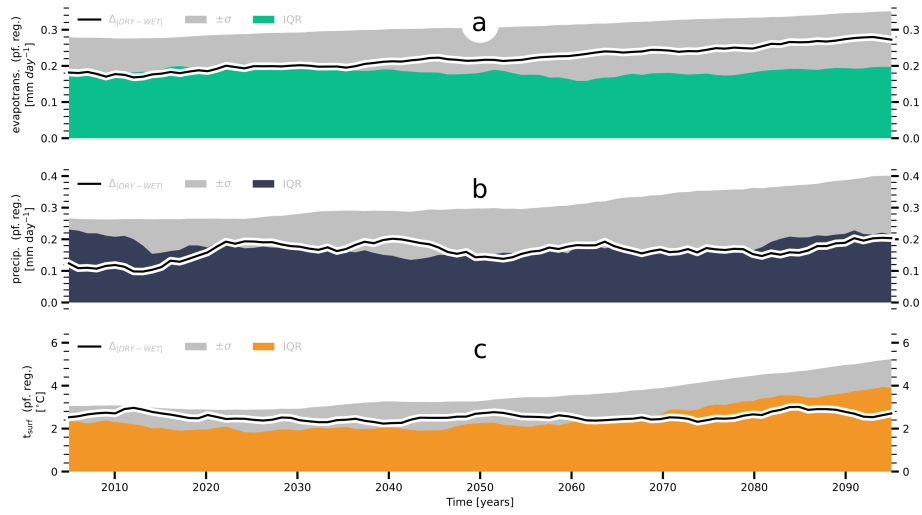 a
Δ|DRY−WET| ±σ IQR
evapotrans. (pf. reg.)
[mm day⁻¹]
0.3 0.3
0.2 0.2
0.1 0.1
0.0 0.0
b
Δ|DRY−WET| ±σ IQR
precip. (pf. reg.)
[mm day⁻¹]
0.4 0.4
0.3 0.3
0.2 0.2
0.1 0.1
0.0 0.0
c
Δ|DRY−WET| ±σ IQR
t_surf (pf. reg.)
[°C]
6 6
4 4
2 2
0 0
2010 2020 2030 2040 2050 2060 2070 2080 2090
Time [years]